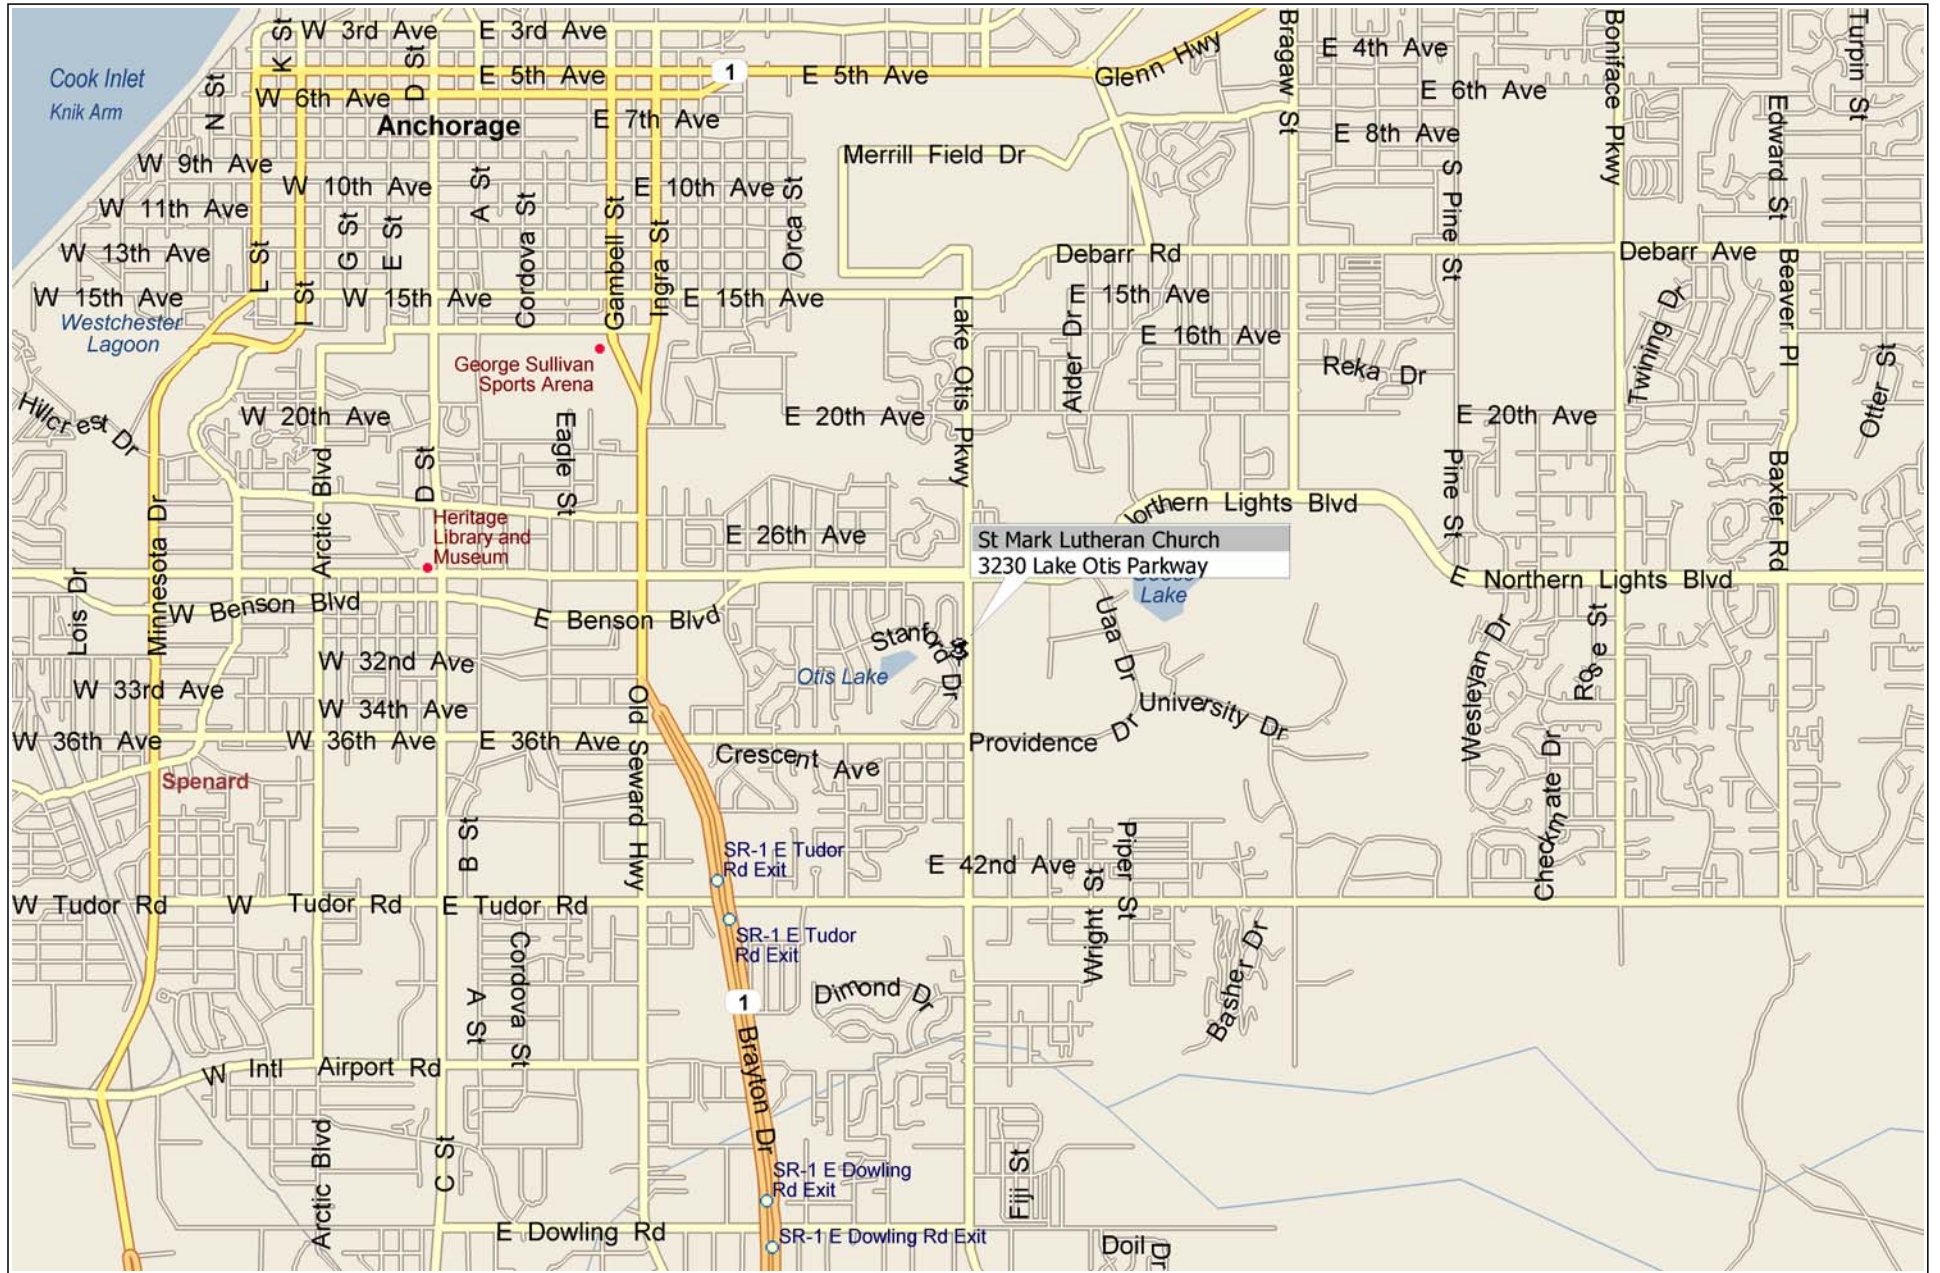 K St
W 3rd Ave
E 3rd Ave
Glenn Hwy
Bragaw St
E 4th Ave
Boniface Pkwy
Turpin St
Cook Inlet
Knik Arm
N St
D St
E 5th Ave
1
E 5th Ave
E 6th Ave
W 6th Ave
Anchorage
E 7th Ave
E 8th Ave
Edward St
W 9th Ave
Merrill Field Dr
S Pine St
W 10th Ave
A St
E 10th Ave
Orca St
W 11th Ave
G St
E St
Cordova St
Gambell St
Ingra St
W 13th Ave
L St
Debarr Rd
Debarr Ave
Beaver Pl
W 15th Ave
I St
W 15th Ave
E 15th Ave
Lake Otis Pkwy
E 15th Ave
Twining Dr
Westchester
Lagoon
Alder Dr
E 16th Ave
George Sullivan
Sports Arena
Reka Dr
Otter St
Hillcrest Dr
W 20th Ave
Eagle St
E 20th Ave
E 20th Ave
Arctic Blvd
D St
Pine St
Baxter Rd
Minnesota Dr
Heritage
Library and
Museum
E 26th Ave
orthern Lights Blvd
St Mark Lutheran Church
3230 Lake Otis Parkway
Lake
E Northern Lights Blvd
Lois Dr
W Benson Blvd
E Benson Blvd
Stanford Dr
Uaa Dr
Wesleyan Dr
Rose St
W 32nd Ave
Otis Lake
W 33rd Ave
W 34th Ave
Old Seward Hwy
University Dr
W 36th Ave
W 36th Ave
E 36th Ave
Crescent Ave
Providence Dr
Checkmate Dr
Spenard
B St
SR-1 E Tudor
Rd Exit
E 42nd Ave
Piper St
Wright St
W Tudor Rd
W Tudor Rd
E Tudor Rd
SR-1 E Tudor
Rd Exit
Cordova St
A St
Dimond Dr
Basher Dr
1
Brayton Dr
W Intl Airport Rd
Arctic Blvd
C St
SR-1 E Dowling
Rd Exit
Fiji St
E Dowling Rd
SR-1 E Dowling Rd Exit
Doil Dr